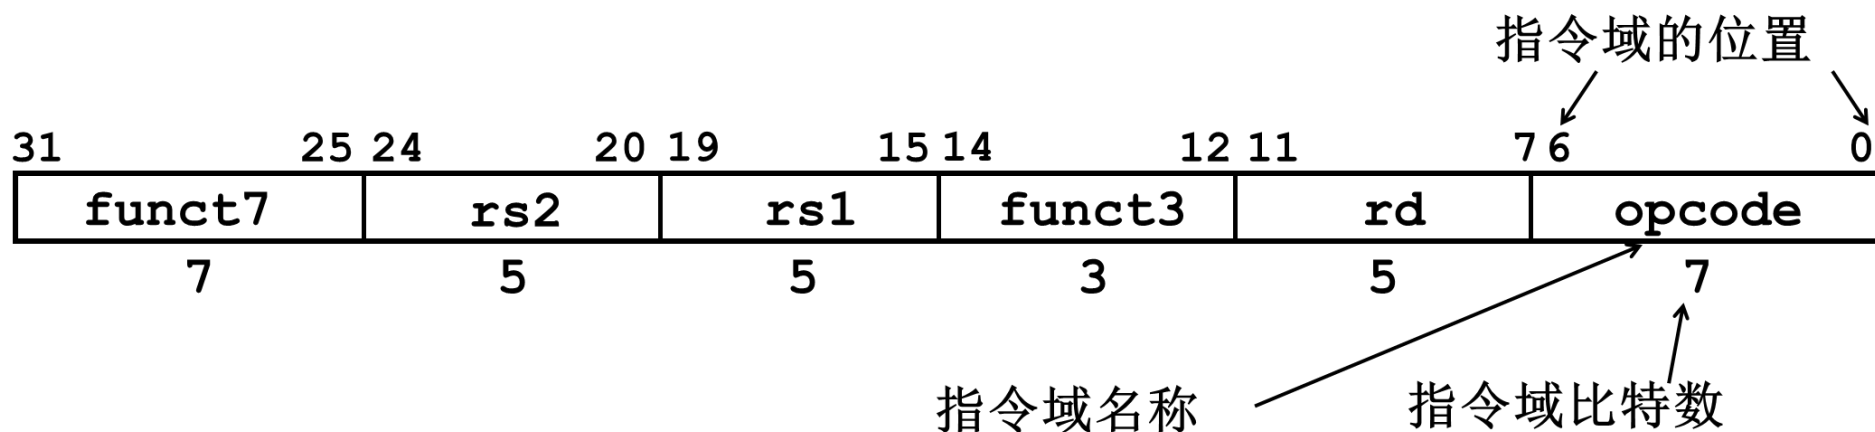 指令域的位置
31 25 24 20 19 15 14 12 11 7 6 0
funct7 rs2 rs1 funct3 rd opcode
7 5 5 3 5 7
指令域名称 指令域比特数